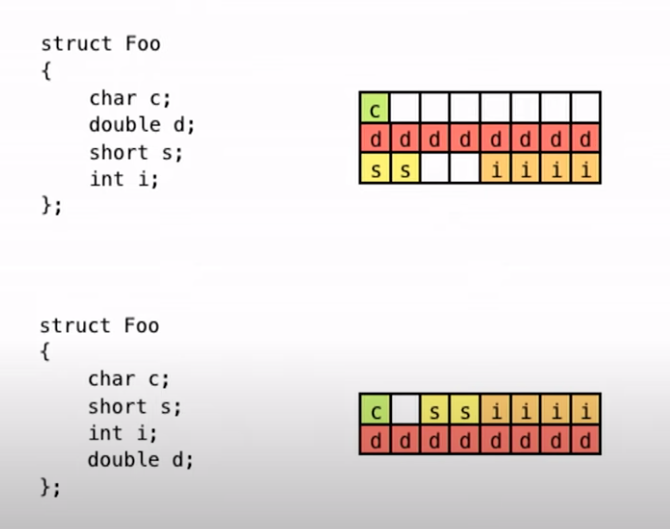 struct Foo
{
char c;
double d;
short s;
int i;
};
c
d d d d d d d d
s s i i i i
struct Foo
{
char c;
short s;
int i;
double d;
};
c s s i i i i
d d d d d d d d